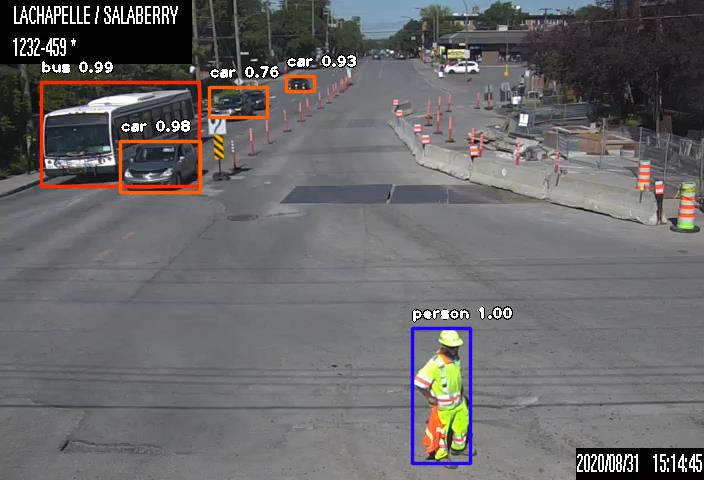 LACHAPELLE / SALABERRY
1232-459 *
bus 0.99
car 0.76
car 0.93
car 0.98
person 1.00
2020/08/31 15:14:45